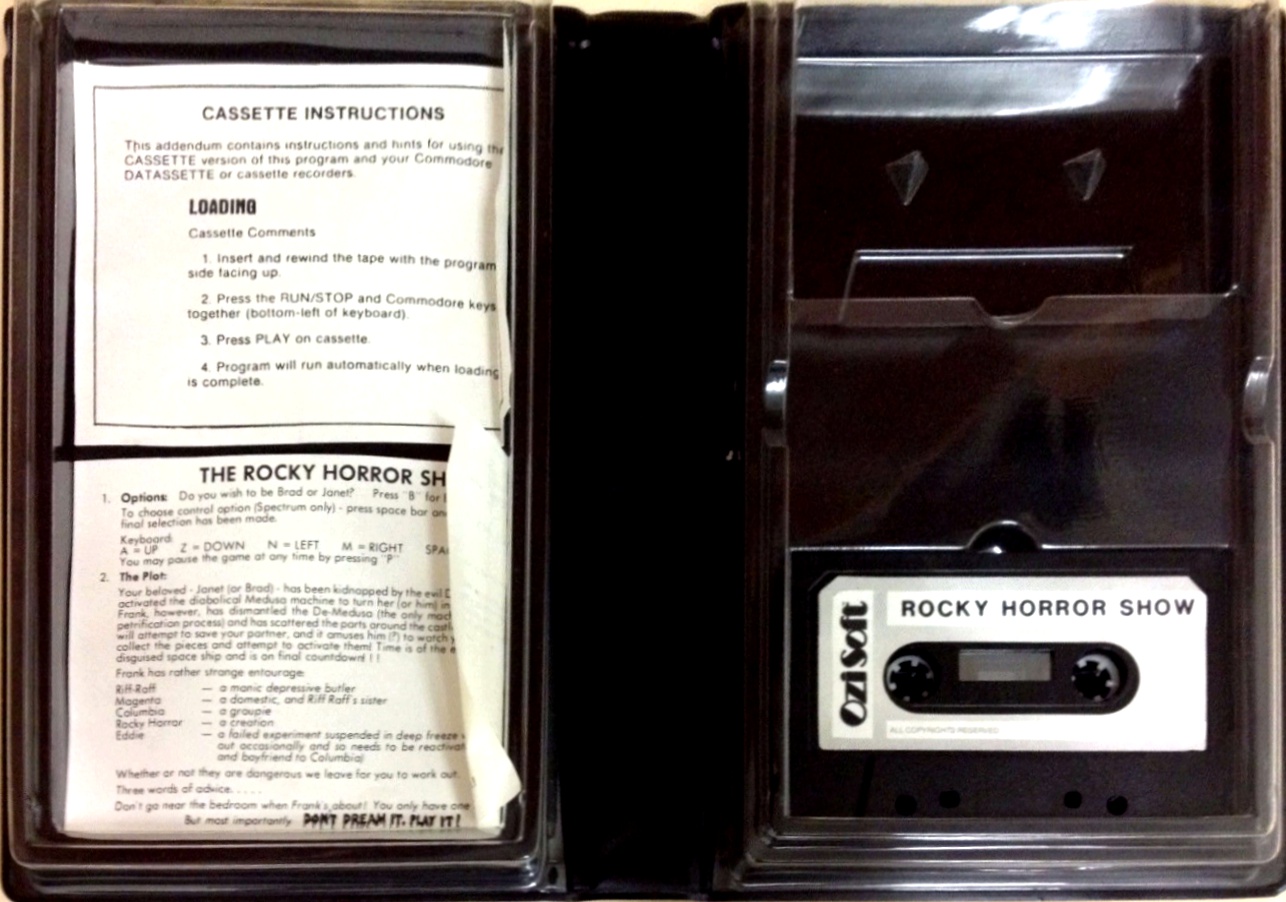 CASSETTE INSTRUCTIONS
This addendum contains instructions and hints for using the
CASSETTE version of this program and your Commodore
DATASSETTE or cassette recorders.
LOADING
Cassette Comments
1. Insert and rewind the tape with the program
side facing up.
2. Press the RUN/STOP and Commodore keys
together (bottom-left of keyboard).
3. Press PLAY on cassette.
4. Program will run automatically when loading
is complete.
THE ROCKY HORROR SH
1. Options: Do you wish to be Brad or Janet? Press "B" for
To choose control option (Spectrum only) - press space bar
final selection has been made.
Keyboard:
A = UP Z = DOWN N = LEFT M = RIGHT SPA
You may pause the game at any time by pressing "P"
2. The Plot:
Your beloved - Janet (or Brad) - has been kidnapped by the evil
activated the diabolical Medusa machine to turn her (or him)
Frank, however, has dismantled the De-Medusa (the only
petrification process) and has scattered the parts around the
will attempt to save your partner, and it amuses him (?) to watch
collect the pieces and attempt to activate them! Time is of the
disguised space ship and is on final countdown! ! !
Frank has rather strange entourage:
Riff-Raff — a manic depressive butler
Magenta — a domestic, and Riff Raff's sister
Columbia — a groupie
Rocky Horror — a creation
Eddie — a failed experiment suspended in deep freeze
out occasionally and so needs to be
and boyfriend to Columbia)
Whether or not they are dangerous we leave for you to work out.
Three words of advice. . . . .
Don't go near the bedroom when Frank's about! You only have one
But most importantly DON'T DREAM IT. PLAY IT!
OziSoft
ROCKY HORROR SHOW
ALL COPYRIGHTS RESERVED